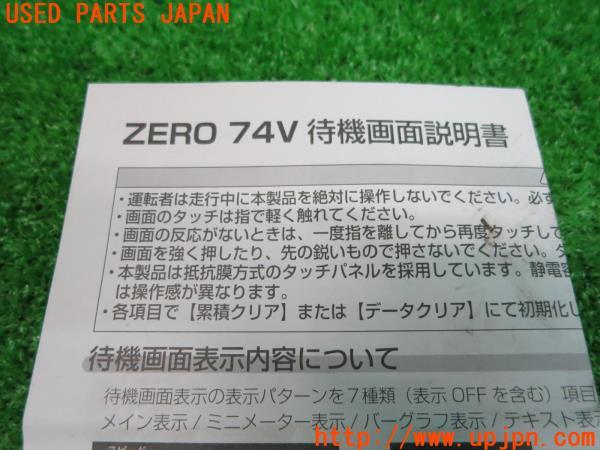 USED PARTS JAPAN
ZERO 74V 待機画面説明書
・運転者は走行中に本製品を絶対に操作しないでください。必ず
・画面のタッチは指で軽く触れてください。
・画面の反応がないときは、一度指を離してから再度タッチして
・画面を強く押したり、先の鋭いもので押さないでください。タ
・本製品は抵抗膜方式のタッチパネルを採用しています。静電容
は操作感が異なります。
・各項目で【累積クリア】または【データクリア】にて初期化し
待機画面表示内容について
待機画面表示の表示パターンを7種類（表示OFFを含む）項目
メイン表示 / ミニメーター表示 / バーグラフ表示 / テキスト表
スピード
http://www.upjpn.com/